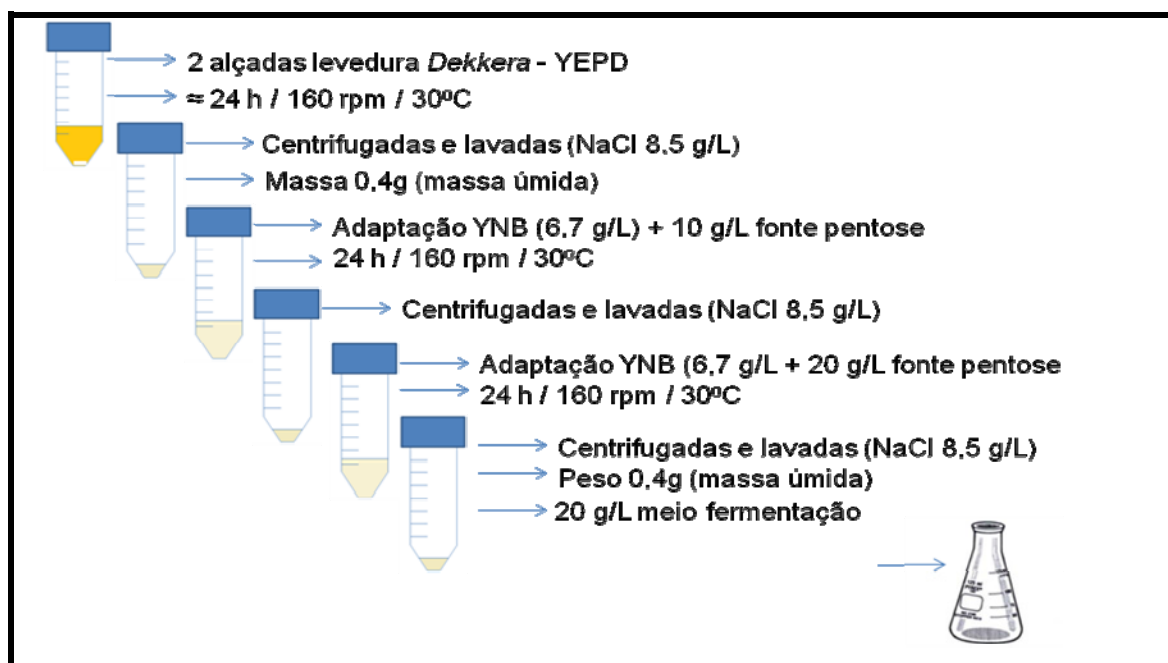 2 alçadas levedura Dekkera - YEPD
≈ 24 h / 160 rpm / 30ºC
Centrifugadas e lavadas (NaCl 8,5 g/L)
Massa 0,4g (massa úmida)
Adaptação YNB (6,7 g/L) + 10 g/L fonte pentose
24 h / 160 rpm / 30ºC
Centrifugadas e lavadas (NaCl 8,5 g/L)
Adaptação YNB (6,7 g/L + 20 g/L fonte pentose
24 h / 160 rpm / 30ºC
Centrifugadas e lavadas (NaCl 8,5 g/L)
Peso 0,4g (massa úmida)
20 g/L meio fermentação